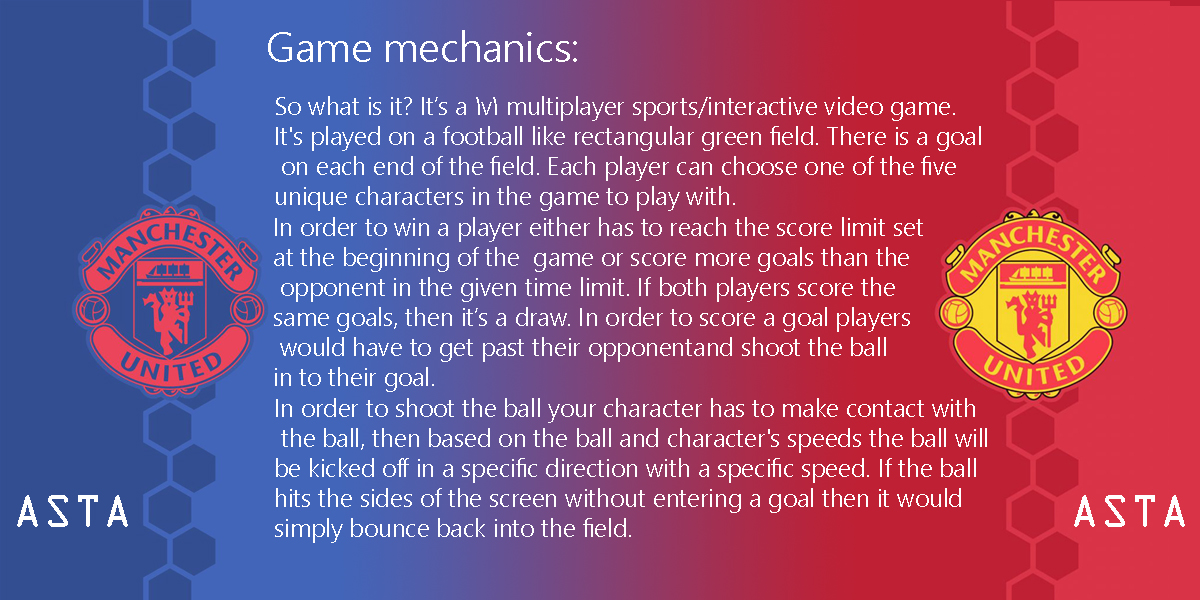 Game mechanics:
So what is it? It’s a 1v1 multiplayer sports/interactive video game.
It's played on a football like rectangular green field. There is a goal
on each end of the field. Each player can choose one of the five
unique characters in the game to play with.
In order to win a player either has to reach the score limit set
at the beginning of the game or score more goals than the
opponent in the given time limit. If both players score the
same goals, then it’s a draw. In order to score a goal players
would have to get past their opponentand shoot the ball
in to their goal.
In order to shoot the ball your character has to make contact with
the ball, then based on the ball and character's speeds the ball will
be kicked off in a specific direction with a specific speed. If the ball
hits the sides of the screen without entering a goal then it would
simply bounce back into the field.
MANCHESTER
UNITED
MANCHESTER
UNITED
ASTA
ASTA